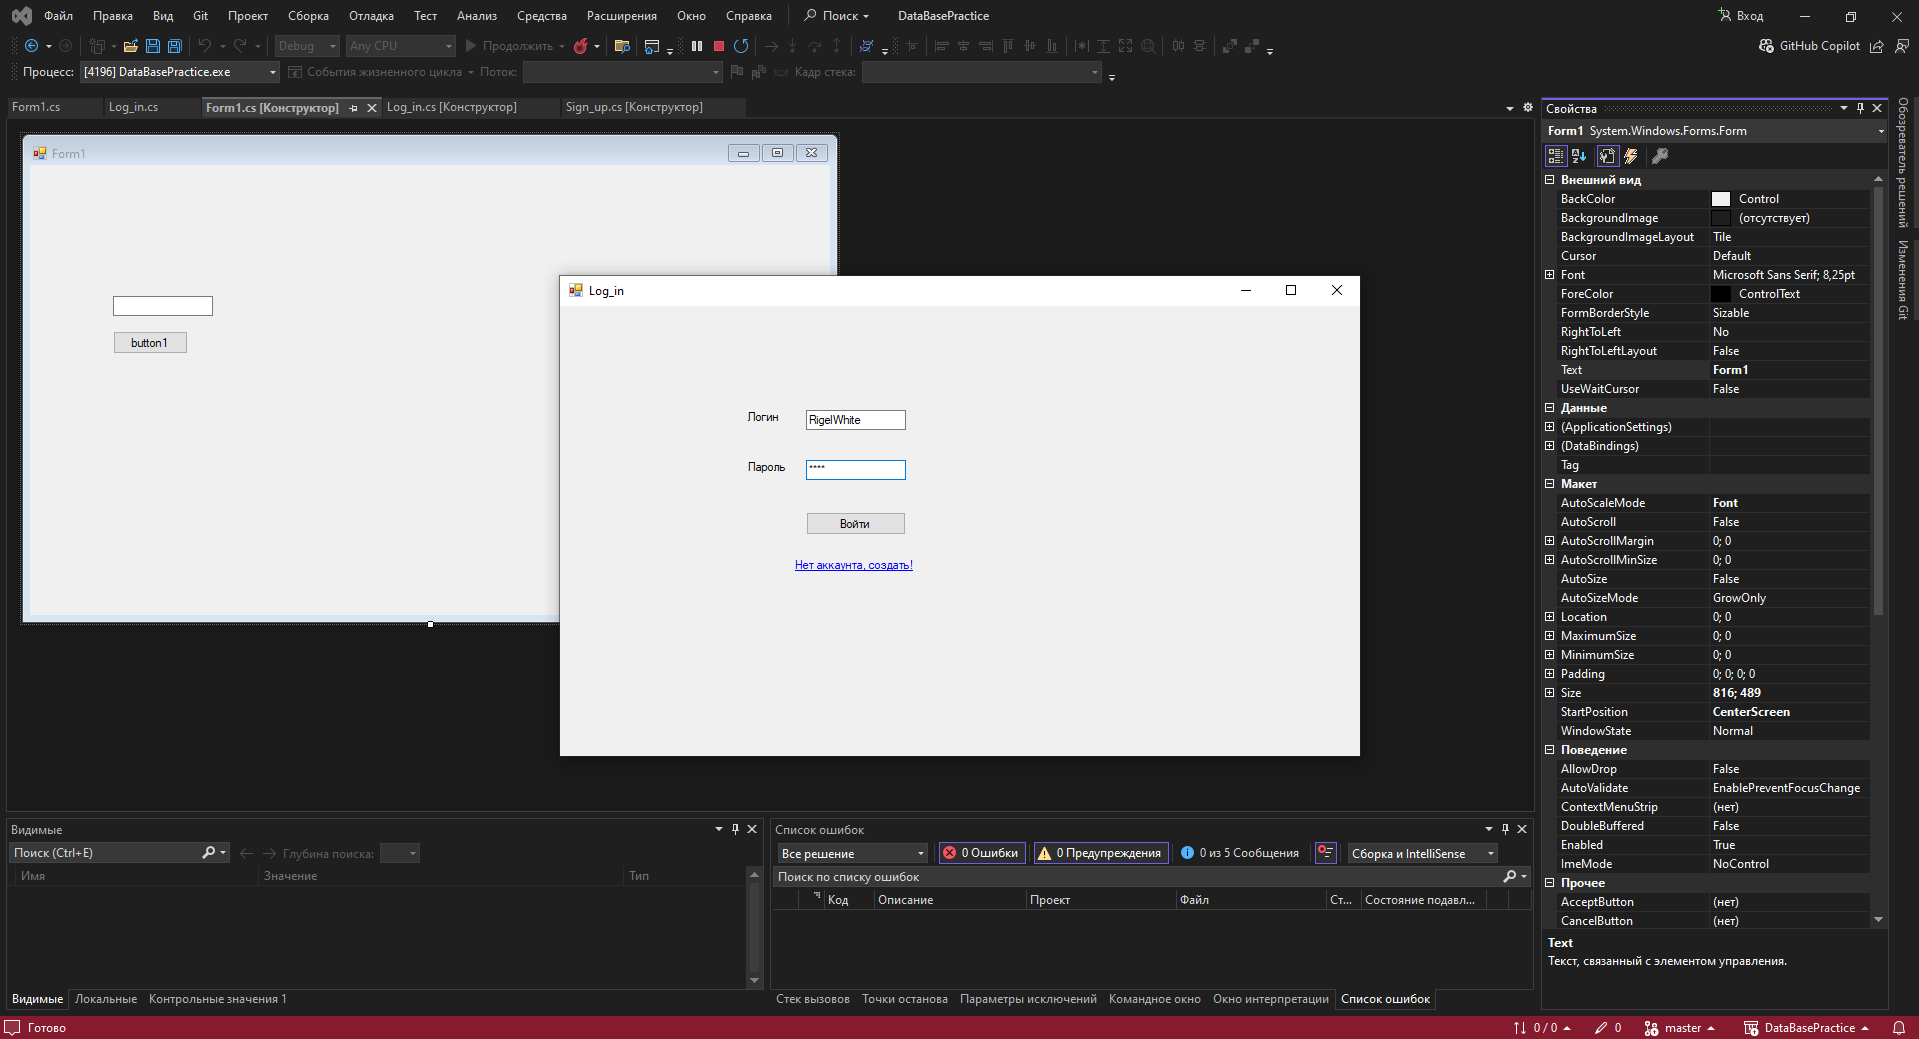 Файл Правка Вид Git Проект Сборка Отладка Тест Анализ Средства Расширения Окно Справка Поиск DataBasePractice Вход
Debug Any CPU Продолжить GitHub Copilot
Процесс: [4196] DataBasePractice.exe События жизненного цикла Поток: Кадр стека:
Form1.cs Log_in.cs Form1.cs [Конструктор] Log_in.cs [Конструктор] Sign_up.cs [Конструктор]
Form1
button1
Log_in
Логин RigelWhite
Пароль ****
Войти
Нет аккаунта, создать!
Свойства
Form1 System.Windows.Forms.Form
Внешний вид
BackColor Control
BackgroundImage (отсутствует)
BackgroundImageLayout Tile
Cursor Default
Font Microsoft Sans Serif; 8,25pt
ForeColor ControlText
FormBorderStyle Sizable
RightToLeft No
RightToLeftLayout False
Text Form1
UseWaitCursor False
Данные
(ApplicationSettings)
(DataBindings)
Tag
Макет
AutoScaleMode Font
AutoScroll False
AutoScrollMargin 0; 0
AutoScrollMinSize 0; 0
AutoSize False
AutoSizeMode GrowOnly
Location 0; 0
MaximumSize 0; 0
MinimumSize 0; 0
Padding 0; 0; 0; 0
Size 816; 489
StartPosition CenterScreen
WindowState Normal
Поведение
AllowDrop False
AutoValidate EnablePreventFocusChange
ContextMenuStrip (нет)
DoubleBuffered False
Enabled True
ImeMode NoControl
Прочее
AcceptButton (нет)
CancelButton (нет)
Text
Текст, связанный с элементом управления.
Обозреватель решений
Изменения Git
Видимые
Поиск (Ctrl+E) Глубина поиска:
Имя Значение Тип
Видимые Локальные Контрольные значения 1
Список ошибок
Все решение 0 Ошибки 0 Предупреждения 0 из 5 Сообщения Сборка и IntelliSense
Поиск по списку ошибок
Код Описание Проект Файл Ст... Состояние подавл...
Стек вызовов Точки останова Параметры исключений Командное окно Окно интерпретации Список ошибок
Готово 0 / 0 0 master DataBasePractice